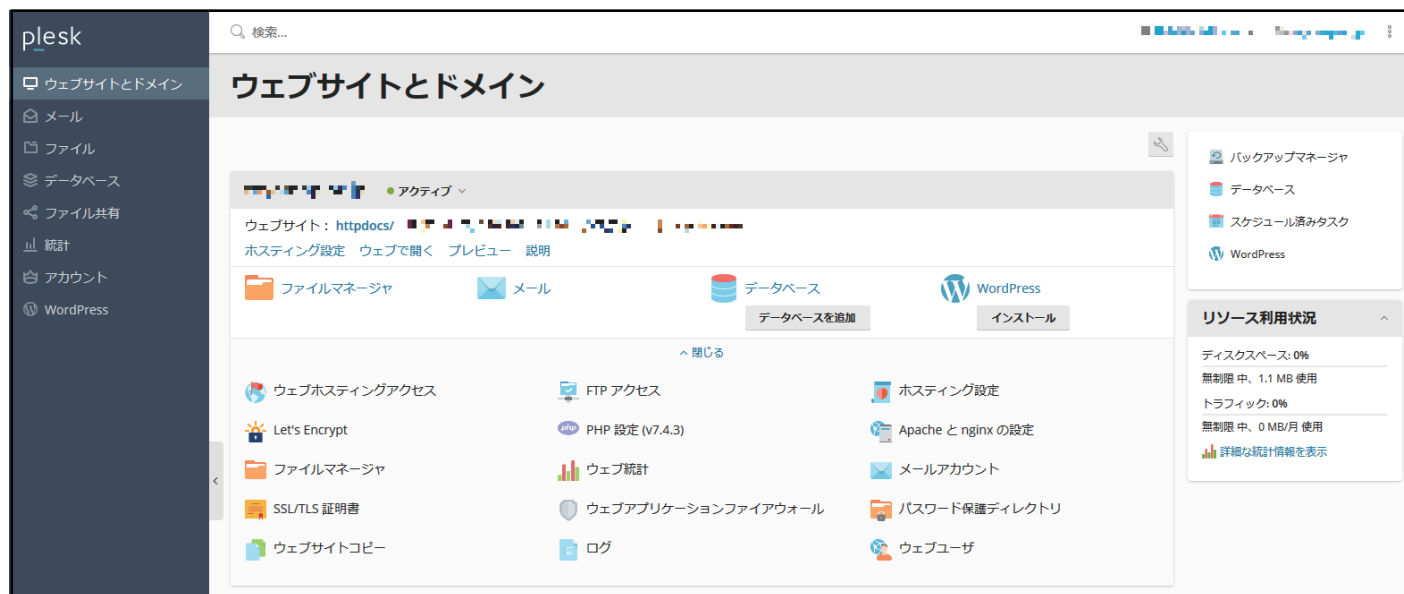 plesk
検索...
ウェブサイトとドメイン
メール
ファイル
データベース
ファイル共有
統計
アカウント
WordPress
ウェブサイトとドメイン
アクティブ
ウェブサイト： httpdocs/
ホスティング設定 ウェブで開く プレビュー 説明
ファイルマネージャ メール データベース WordPress
データベースを追加 インストール
閉じる
ウェブホスティングアクセス FTP アクセス ホスティング設定
Let's Encrypt php PHP 設定 (v7.4.3) Apache と nginx の設定
ファイルマネージャ ウェブ統計 メールアカウント
SSL/TLS 証明書 ウェブアプリケーションファイアウォール パスワード保護ディレクトリ
ウェブサイトコピー ログ ウェブユーザ
バックアップマネージャ
データベース
スケジュール済みタスク
WordPress
リソース利用状況
ディスクスペース: 0%
無制限 中、1.1 MB 使用
トラフィック: 0%
無制限 中、0 MB/月 使用
詳細な統計情報を表示